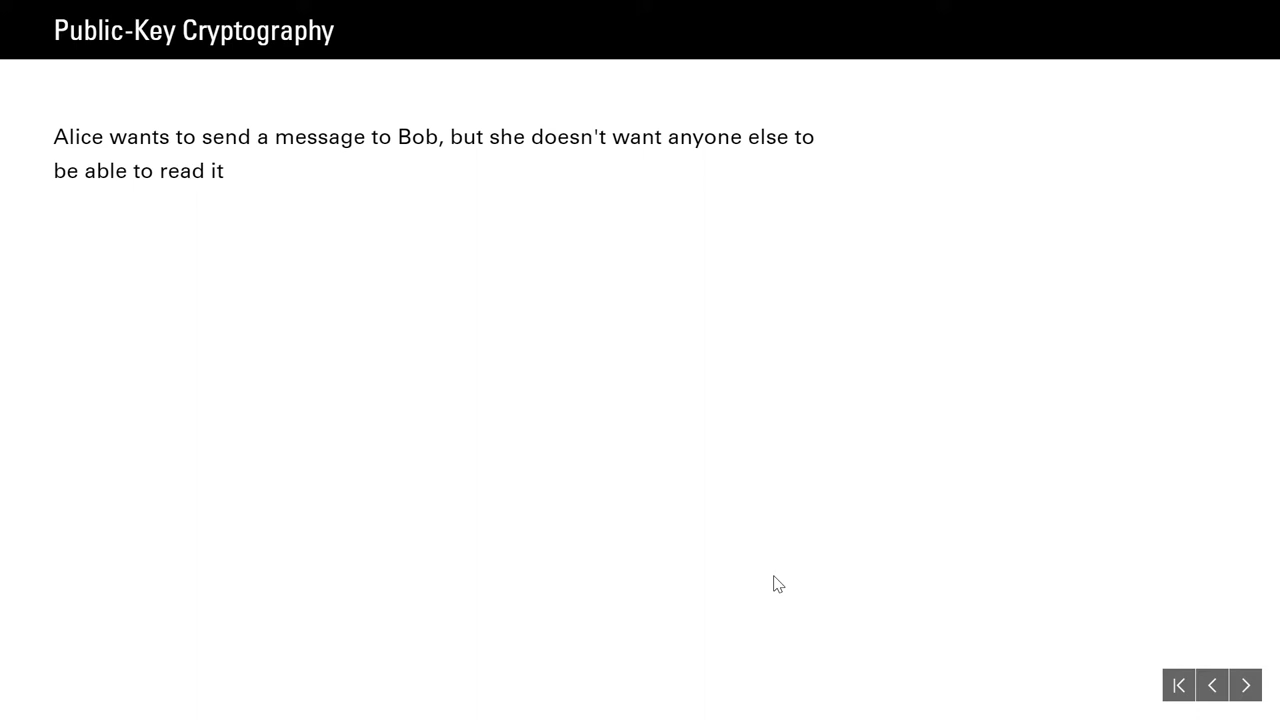 Public-Key Cryptography
Alice wants to send a message to Bob, but she doesn't want anyone else to
be able to read it